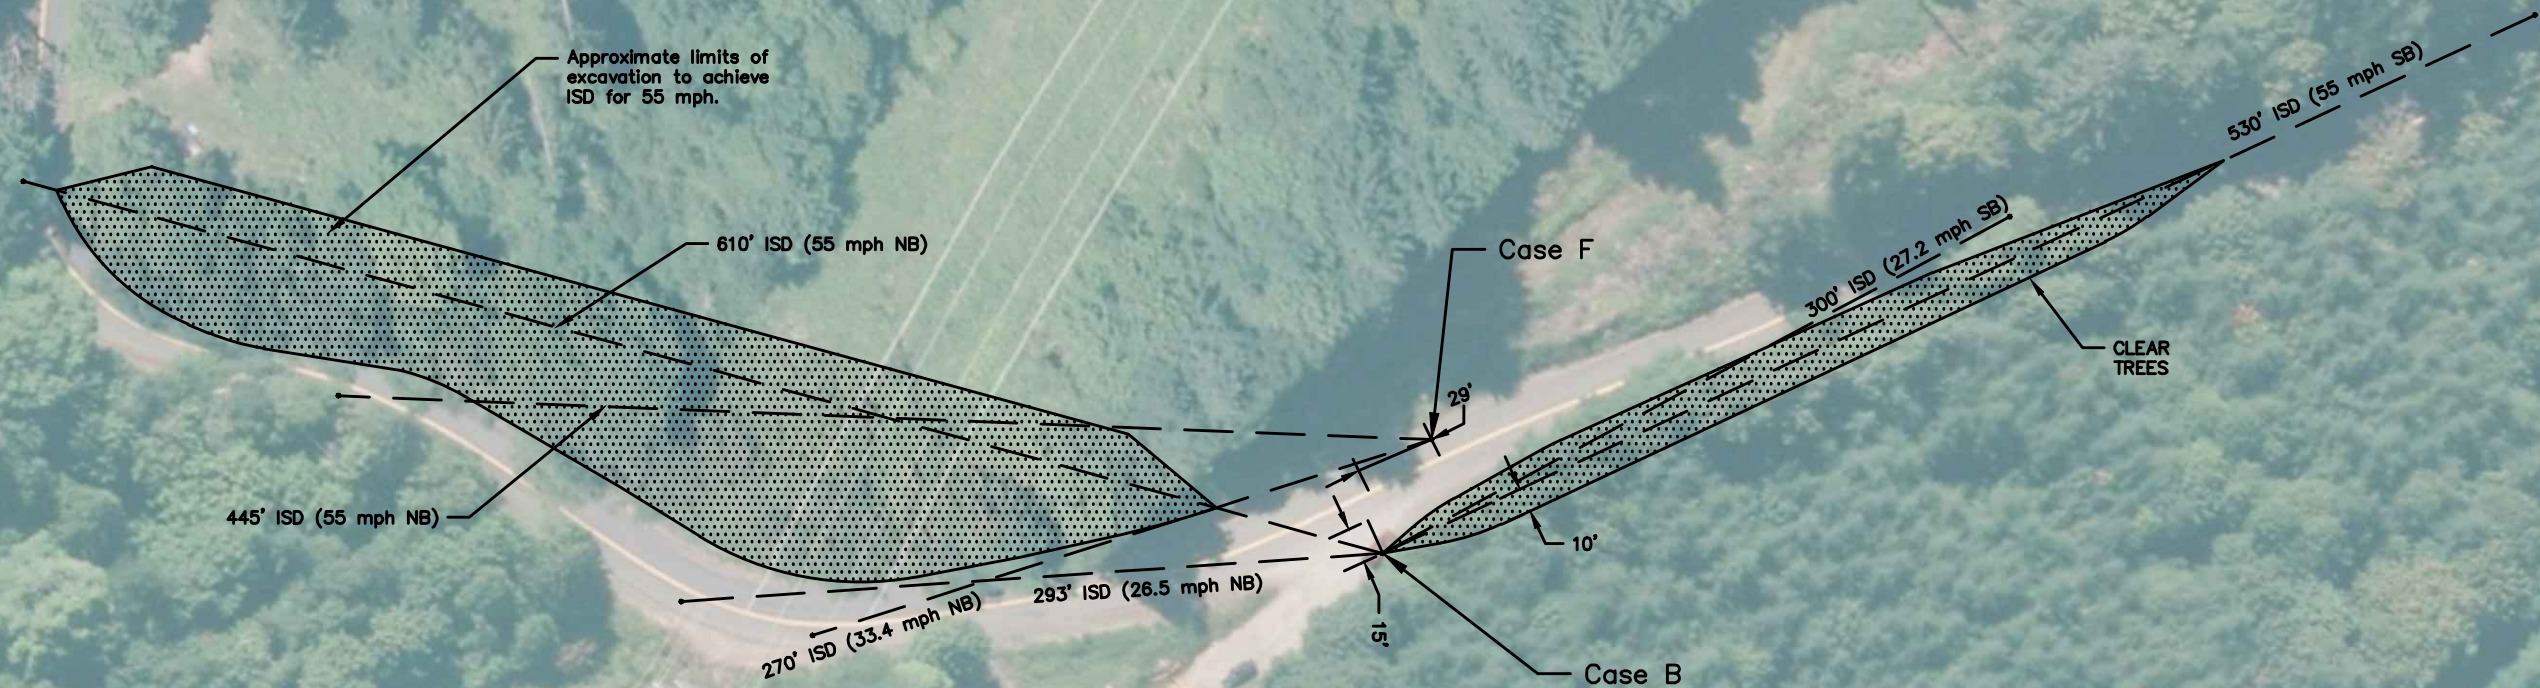 Approximate limits of
excavation to achieve
ISD for 55 mph.
610' ISD (55 mph NB)
445' ISD (55 mph NB)
270' ISD (33.4 mph NB)
293' ISD (26.5 mph NB)
Case F
29'
15'
Case B
10'
300' ISD (27.2 mph SB)
CLEAR
TREES
530' ISD (55 mph SB)